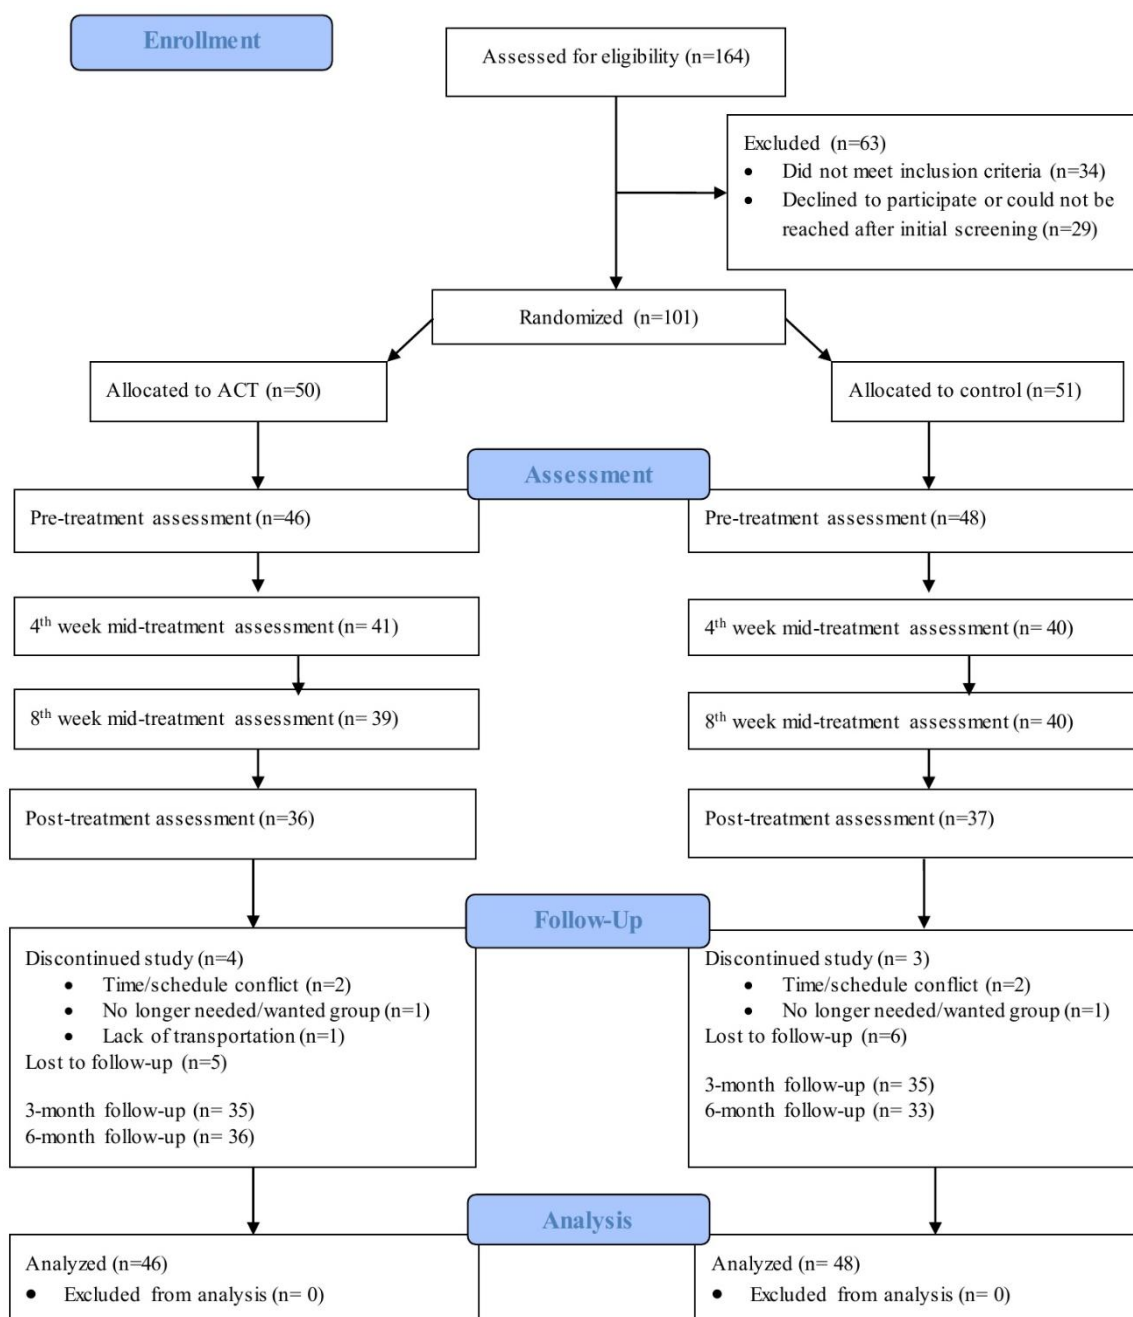 Enrollment
Assessed for eligibility (n=164)
Excluded (n=63)
• Did not meet inclusion criteria (n=34)
• Declined to participate or could not be
reached after initial screening (n=29)
Randomized (n=101)
Allocated to ACT (n=50)
Allocated to control (n=51)
Assessment
Pre-treatment assessment (n=46)
Pre-treatment assessment (n=48)
4th week mid-treatment assessment (n= 41)
4th week mid-treatment assessment (n= 40)
8th week mid-treatment assessment (n= 39)
8th week mid-treatment assessment (n= 40)
Post-treatment assessment (n=36)
Post-treatment assessment (n=37)
Follow-Up
Discontinued study (n=4)
• Time/schedule conflict (n=2)
• No longer needed/wanted group (n=1)
• Lack of transportation (n=1)
Lost to follow-up (n=5)
3-month follow-up (n= 35)
6-month follow-up (n= 36)
Discontinued study (n= 3)
• Time/schedule conflict (n=2)
• No longer needed/wanted group (n=1)
Lost to follow-up (n=6)
3-month follow-up (n= 35)
6-month follow-up (n= 33)
Analysis
Analyzed (n=46)
• Excluded from analysis (n= 0)
Analyzed (n= 48)
• Excluded from analysis (n= 0)